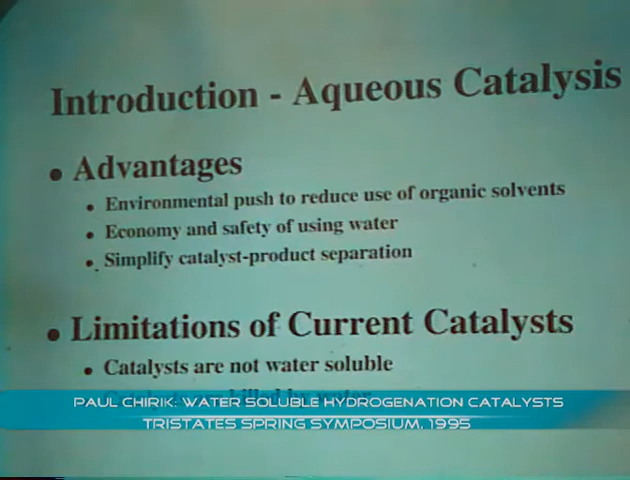 Introduction - Aqueous Catalysis
• Advantages
• Environmental push to reduce use of organic solvents
• Economy and safety of using water
• Simplify catalyst-product separation
• Limitations of Current Catalysts
• Catalysts are not water soluble
PAUL CHIRIK: WATER SOLUBLE HYDROGENATION CATALYSTS
TRISTATES SPRING SYMPOSIUM, 1995